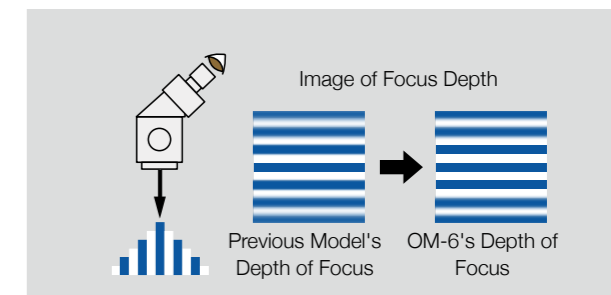 Image of Focus Depth
Previous Model's
Depth of Focus
OM-6's Depth of
Focus